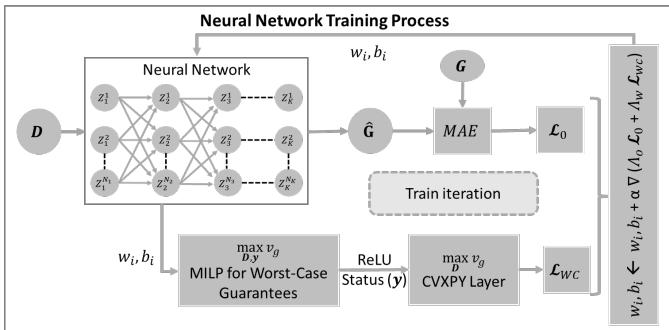 Neural Network Training Process
w_i, b_i
Neural Network
G
Z_1^1 Z_2^1 Z_3^1 Z_K^1
D
Z_1^2 Z_2^2 Z_3^2 Z_K^2
Ĝ
MAE
ℒ_0
Z_1^{N_1} Z_2^{N_2} Z_3^{N_3} Z_K^{N_K}
Train iteration
w_i, b_i
max v_g
D,y
MILP for Worst-Case
Guarantees
ReLU
Status (y)
max v_g
D
CVXPY Layer
ℒ_WC
w_i, b_i ← w_i, b_i + α ∇ (Λ_o ℒ_0 + Λ_W ℒ_WC)